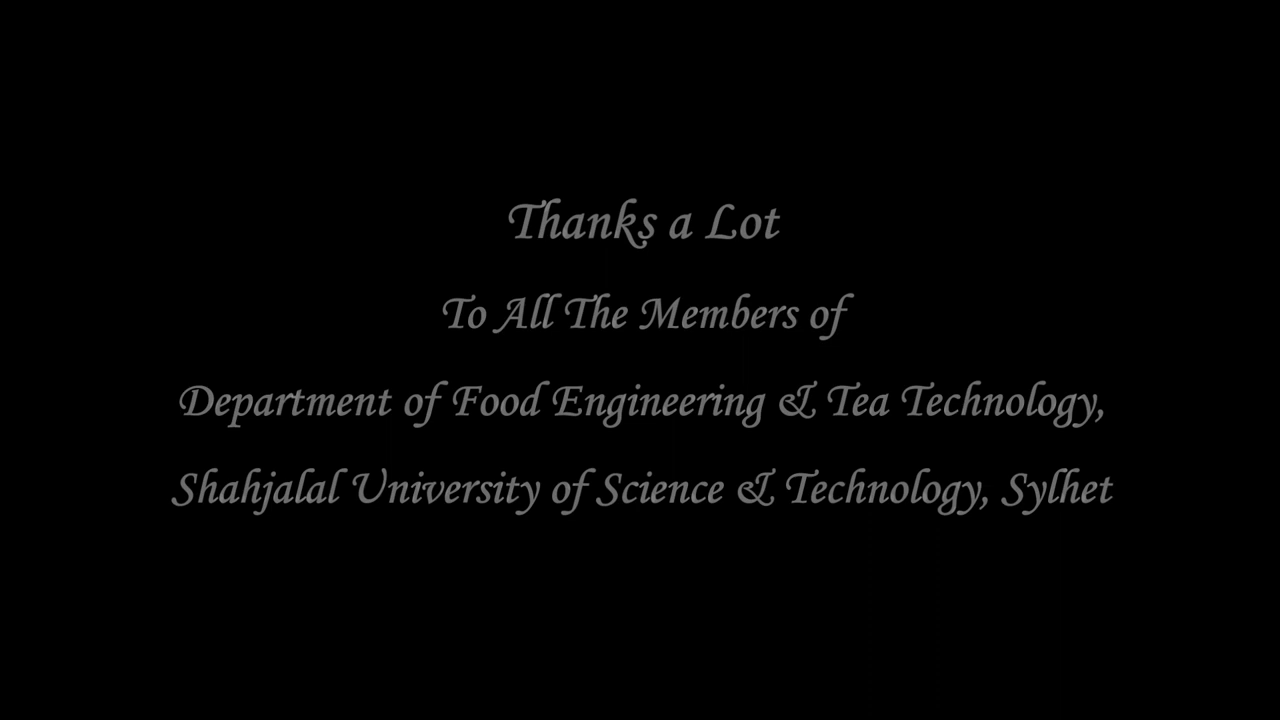 Thanks a Lot
To All The Members of
Department of Food Engineering & Tea Technology,
Shahjalal University of Science & Technology, Sylhet